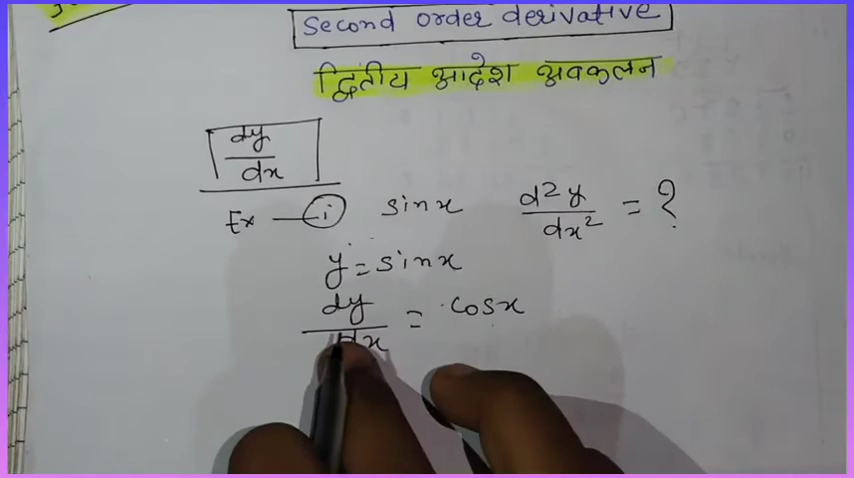 second order derivative
द्वितीय आदेश अवकलन
dy/dx
Ex — (i) sinx d²y/dx² = ?
y = sinx
dy/dx = cosx